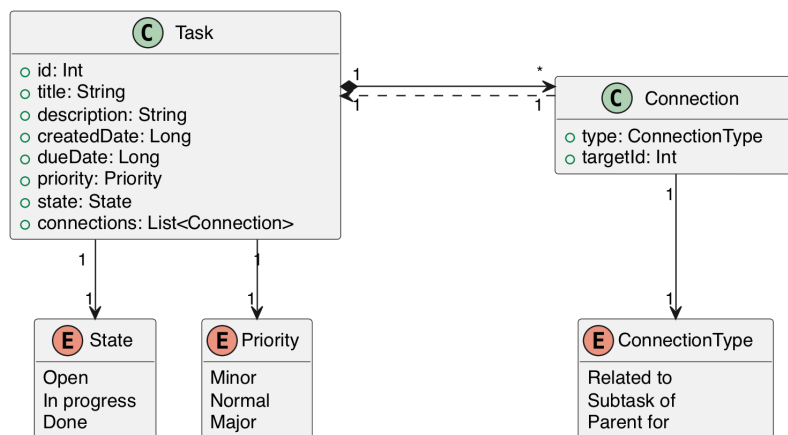 C Task
id: Int
title: String
description: String
createdDate: Long
dueDate: Long
priority: Priority
state: State
connections: List<Connection>
1 *
1 1
C Connection
type: ConnectionType
targetId: Int
1 1 1
1 1 1
E State
Open
In progress
Done
E Priority
Minor
Normal
Major
E ConnectionType
Related to
Subtask of
Parent for